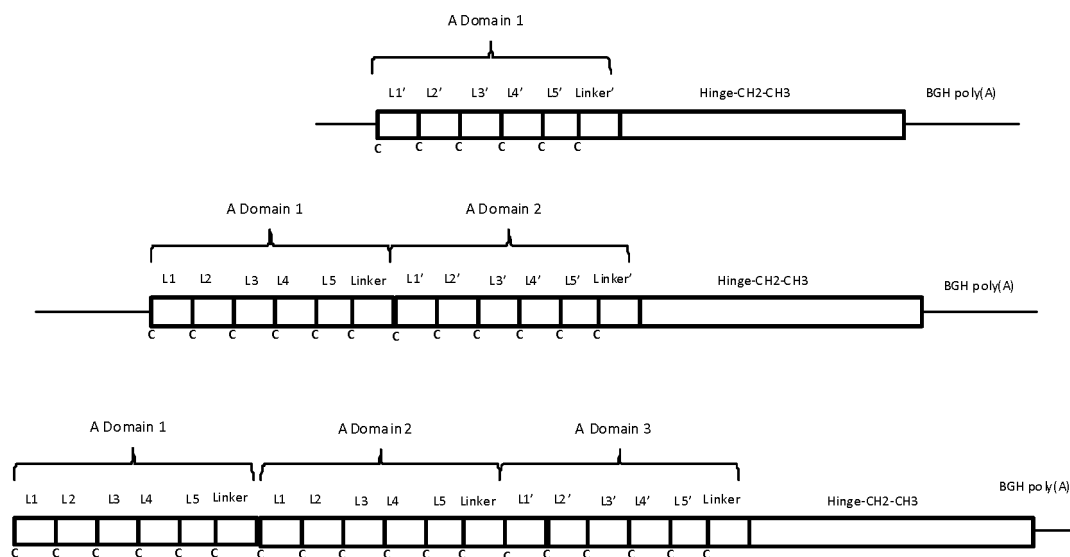 A Domain 1
L1’ L2’ L3’ L4’ L5’ Linker’ Hinge-CH2-CH3 BGH poly(A)
C C C C C C
A Domain 1 A Domain 2
L1 L2 L3 L4 L5 Linker L1’ L2’ L3’ L4’ L5’ Linker’ Hinge-CH2-CH3 BGH poly(A)
C C C C C C C C C C C C
A Domain 1 A Domain 2 A Domain 3
L1 L2 L3 L4 L5 Linker L1 L2 L3 L4 L5 Linker L1’ L2’ L3’ L4’ L5’ Linker Hinge-CH2-CH3 BGH poly(A)
C C C C C C C C C C C C C C C C C C